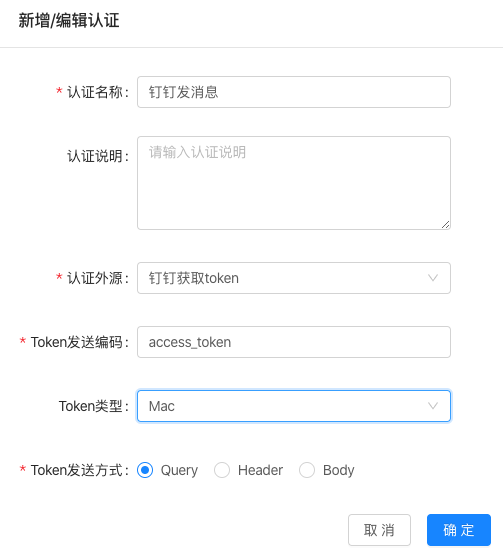 新增/编辑认证
* 认证名称: 钉钉发消息
认证说明: 请输入认证说明
* 认证外源: 钉钉获取token
* Token发送编码: access_token
Token类型: Mac
* Token发送方式: Query Header Body
取 消 确 定